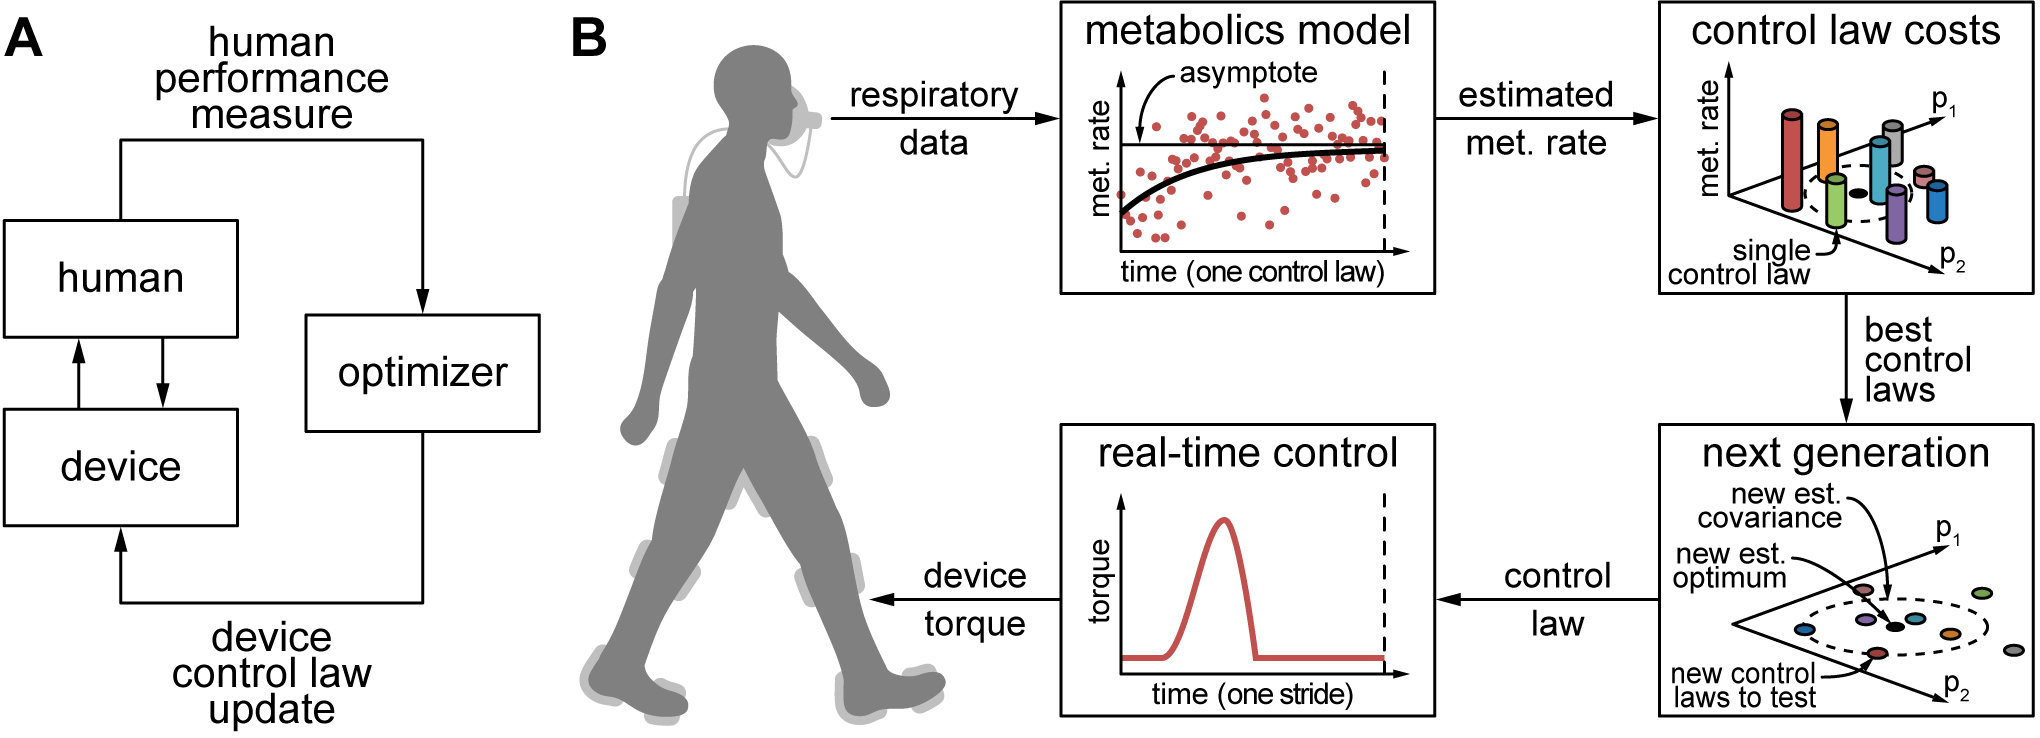 A
human
performance
measure
human
device
optimizer
device
control law
update
B
respiratory
data
metabolics model
asymptote
met. rate
time (one control law)
estimated
met. rate
control law costs
met. rate
p1
p2
single
control law
best
control
laws
next generation
new est.
covariance
new est.
optimum
p1
p2
new control
laws to test
control
law
real-time control
torque
time (one stride)
device
torque